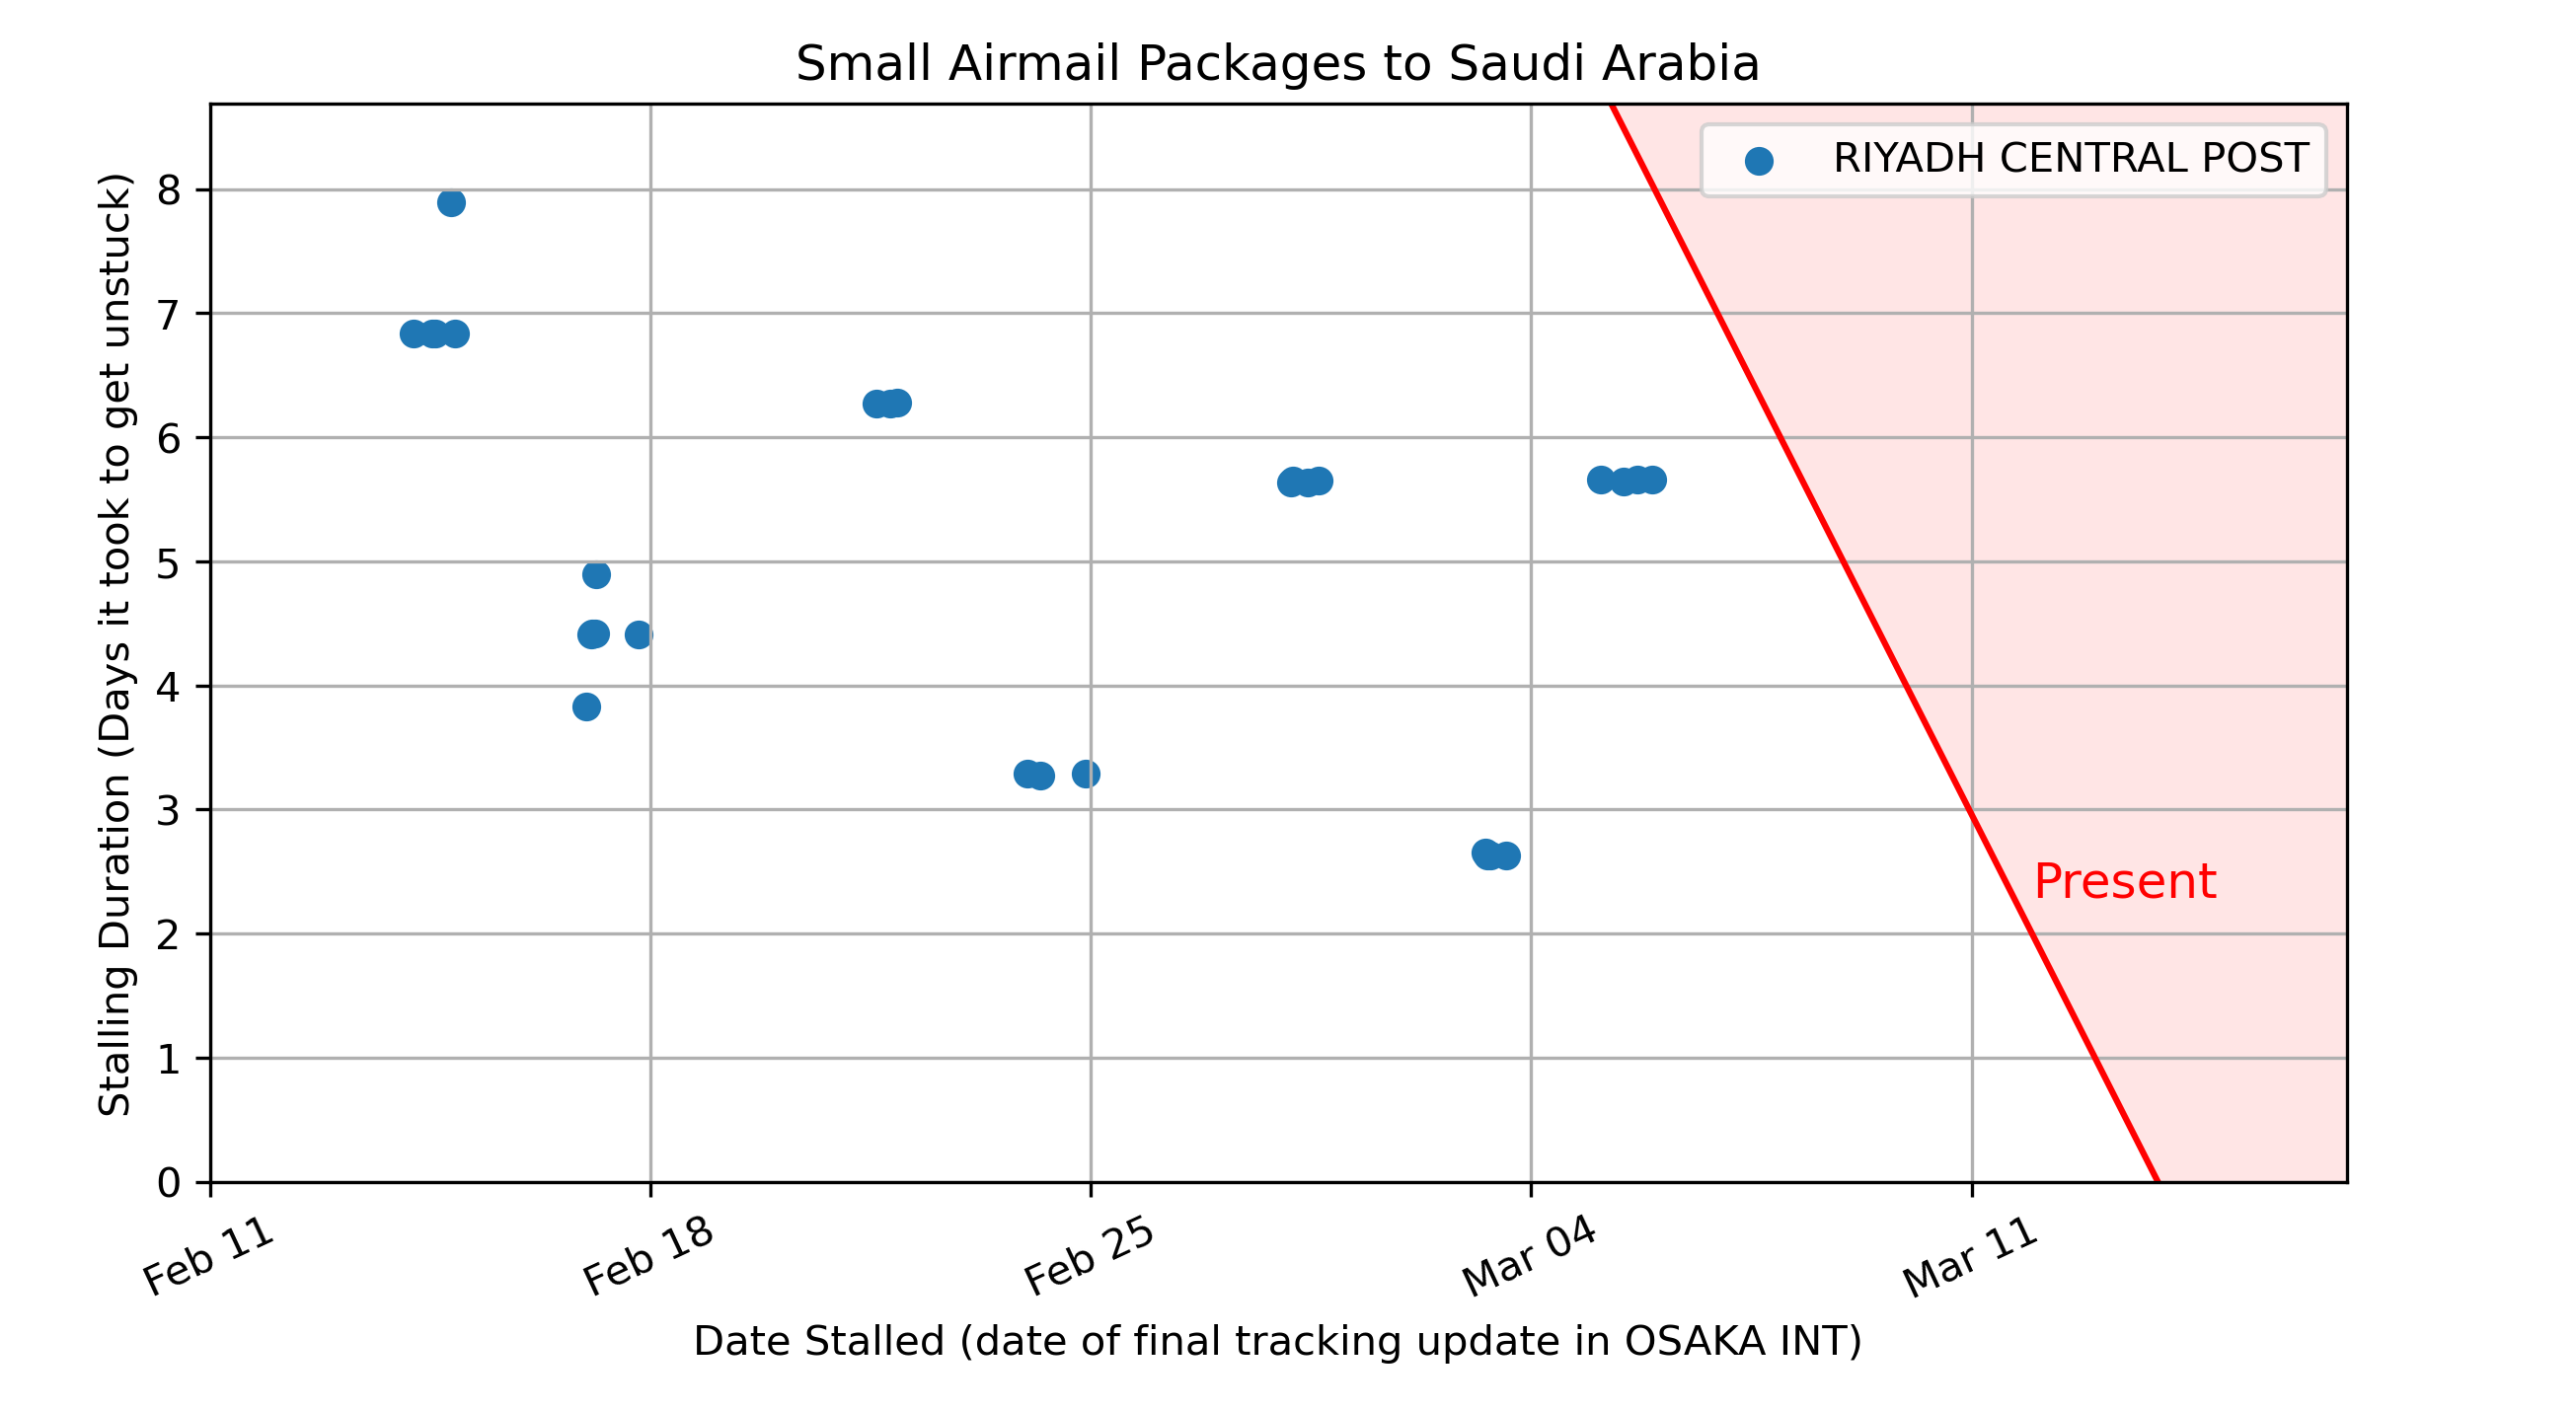 Small Airmail Packages to Saudi Arabia
RIYADH CENTRAL POST
Stalling Duration (Days it took to get unstuck)
8
7
6
5
4
3
2
1
0
Present
Feb 11
Feb 18
Feb 25
Mar 04
Mar 11
Date Stalled (date of final tracking update in OSAKA INT)